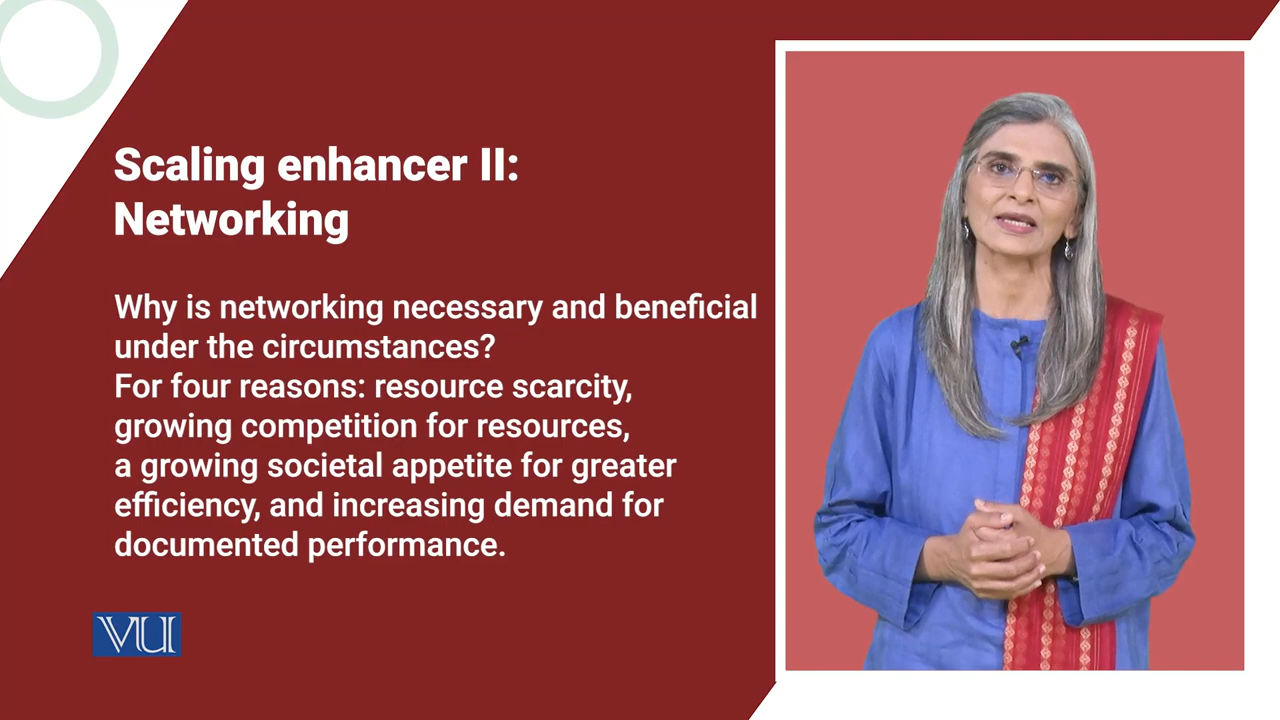 Scaling enhancer II:
Networking
Why is networking necessary and beneficial
under the circumstances?
For four reasons: resource scarcity,
growing competition for resources,
a growing societal appetite for greater
efficiency, and increasing demand for
documented performance.
VU